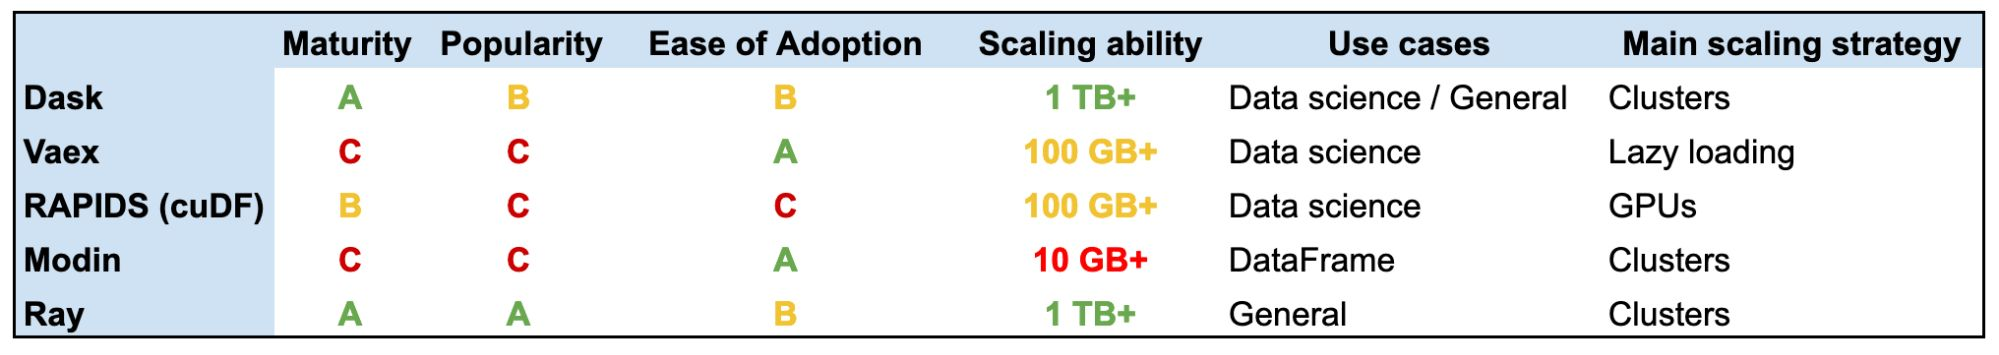 Maturity Popularity Ease of Adoption Scaling ability Use cases Main scaling strategy
Dask A B B 1 TB+ Data science / General Clusters
Vaex C C A 100 GB+ Data science Lazy loading
RAPIDS (cuDF) B C C 100 GB+ Data science GPUs
Modin C C A 10 GB+ DataFrame Clusters
Ray A A B 1 TB+ General Clusters